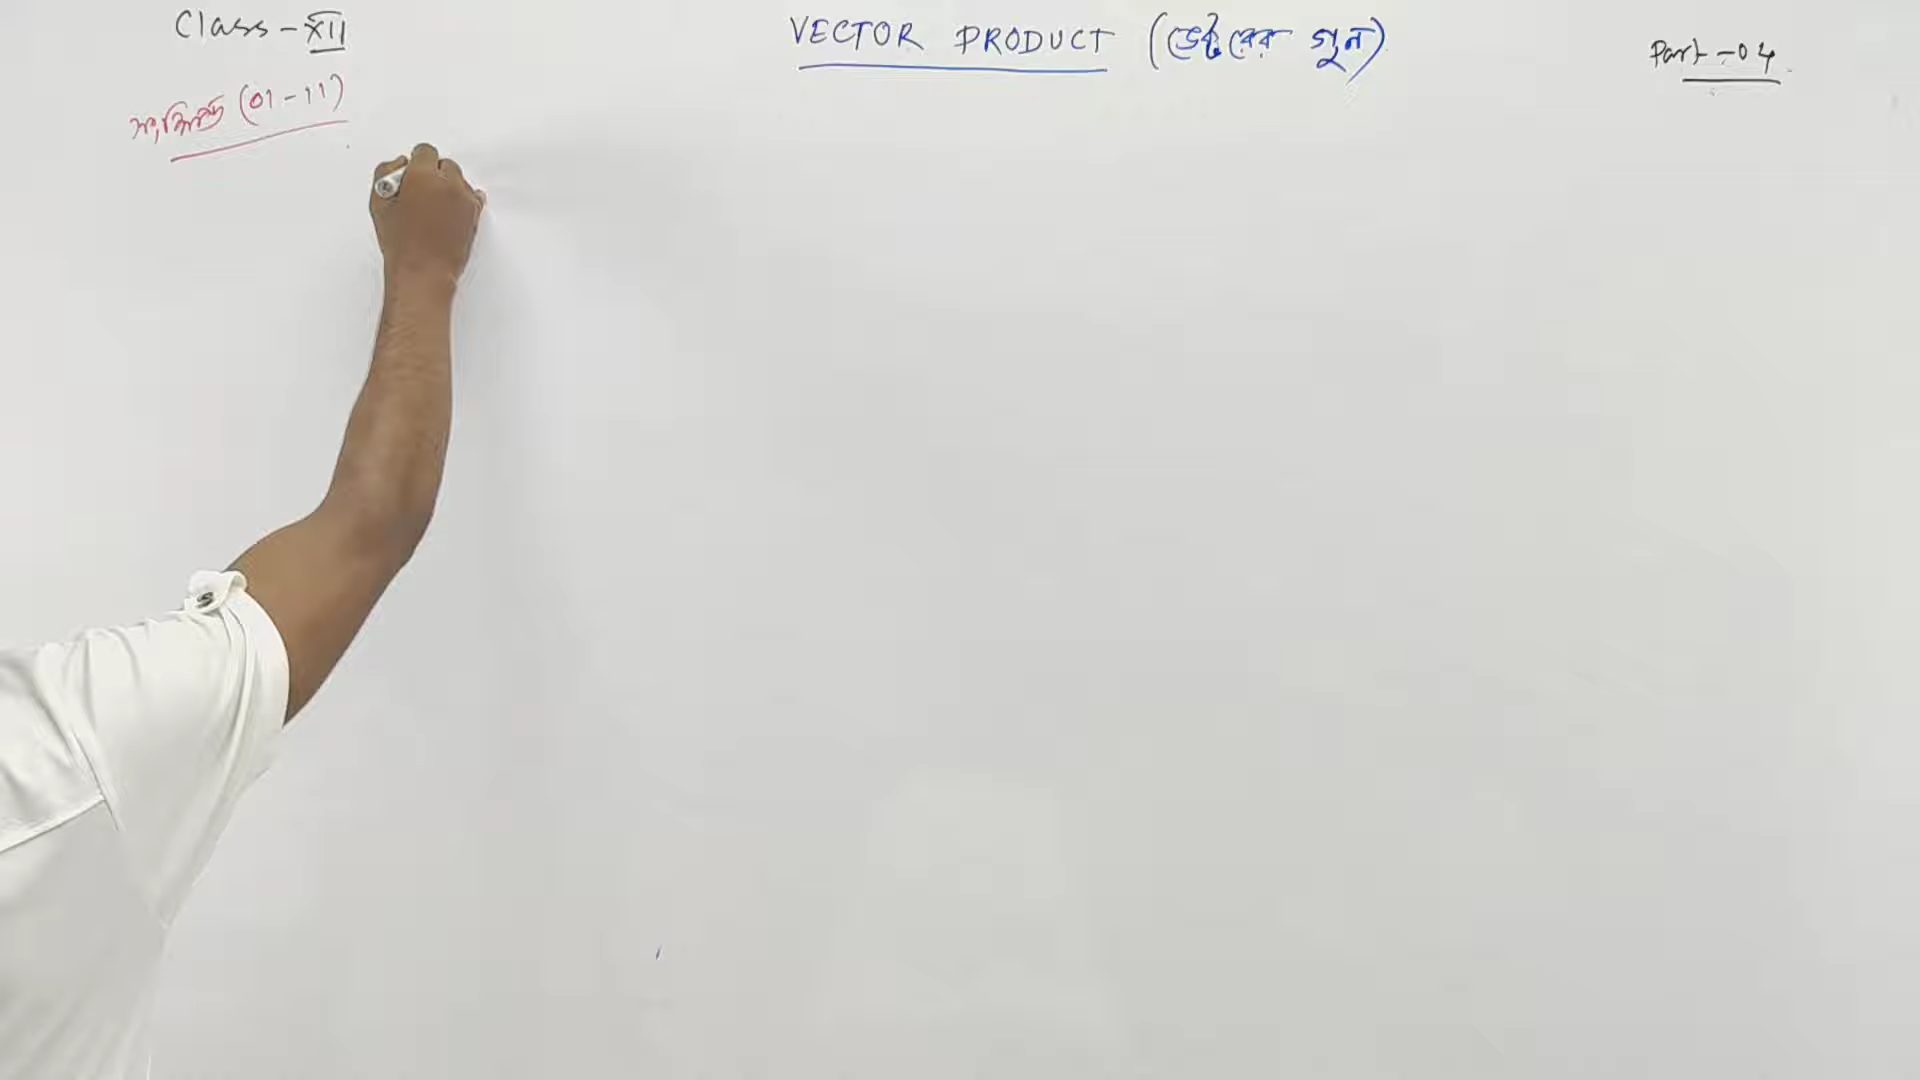 Class - XII
VECTOR PRODUCT (ভেক্টরের গুন)
Part - 04
সংক্ষিপ্ত (01 - 11)